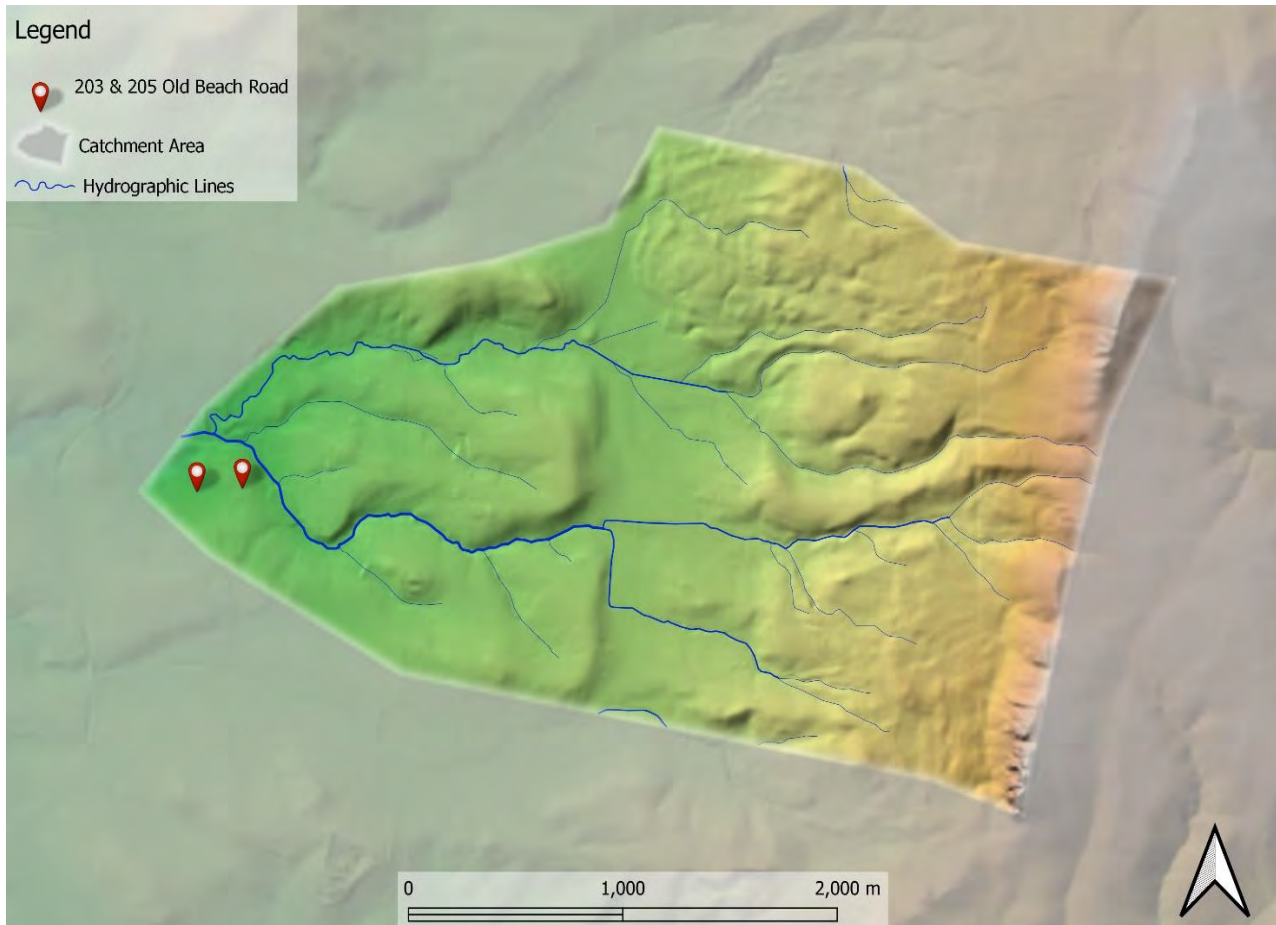 Legend
203 & 205 Old Beach Road
Catchment Area
Hydrographic Lines
0 1,000 2,000 m